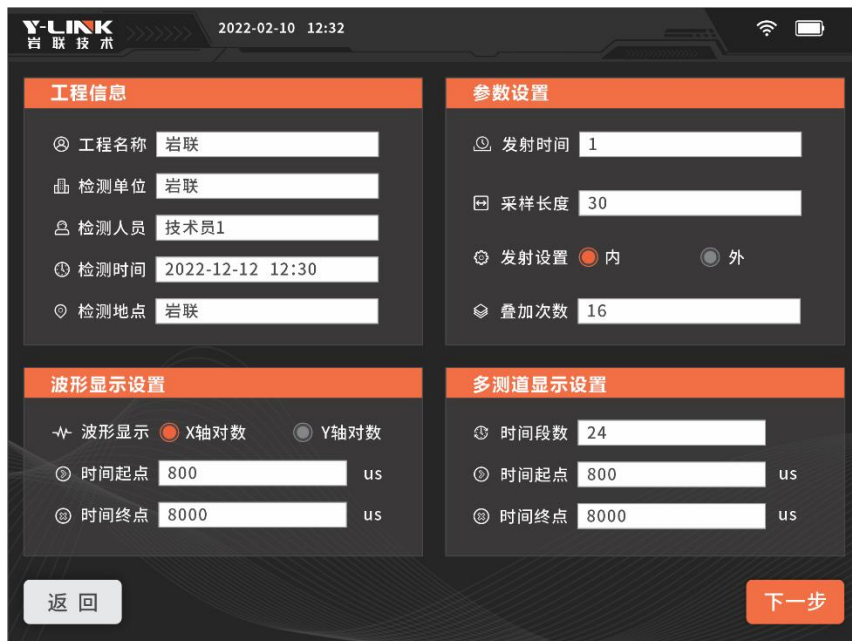 Y-LINK
岩联技术
2022-02-10 12:32
工程信息
工程名称 岩联
检测单位 岩联
检测人员 技术员1
检测时间 2022-12-12 12:30
检测地点 岩联
参数设置
发射时间 1
采样长度 30
发射设置 内 外
叠加次数 16
波形显示设置
波形显示 X轴对数 Y轴对数
时间起点 800 us
时间终点 8000 us
多测道显示设置
时间段数 24
时间起点 800 us
时间终点 8000 us
返回
下一步